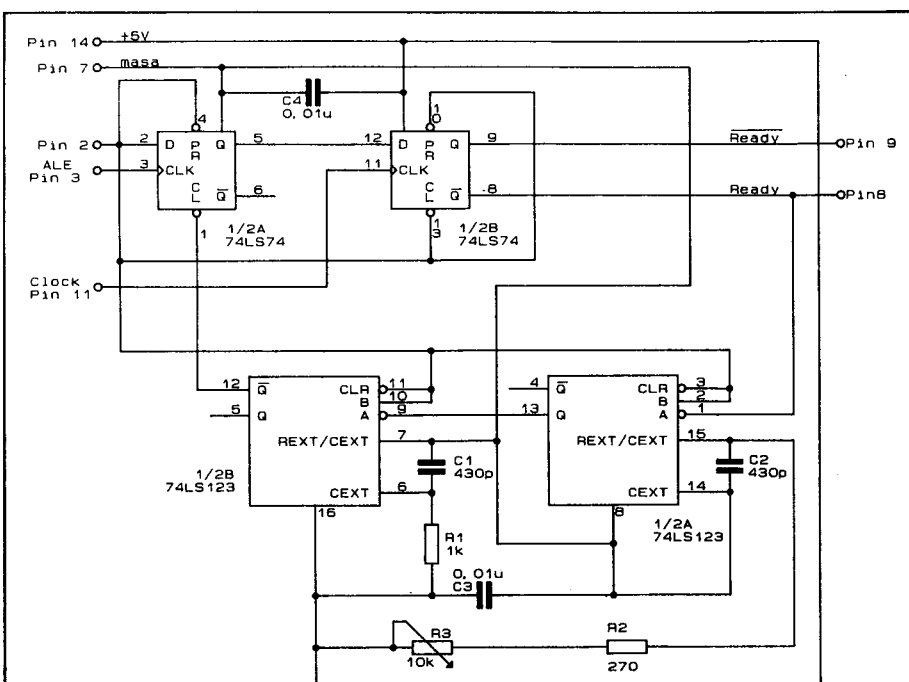 Pin 14 +5V
Pin 7 masa
C4
0,01u
4
1
0
Pin 2 2 D PR Q 5 12 D PR Q 9 Ready Pin 9
ALE
Pin 3 3 CLK 11 CLK
CL Q 6 CL Q 8 Ready Pin8
1 1/2A
74LS74
1
3
1/2B
74LS74
Clock
Pin 11
12 Q CLR 11 4 Q CLR 3
B 10 B 2
5 Q A 9 13 Q A 1
REXT/CEXT 7 REXT/CEXT 15
C1
430p
C2
430p
1/2B
74LS123
CEXT 6 CEXT 14
16 8
1/2A
74LS123
R1
1k
0,01u
C3
R3
10k
R2
270